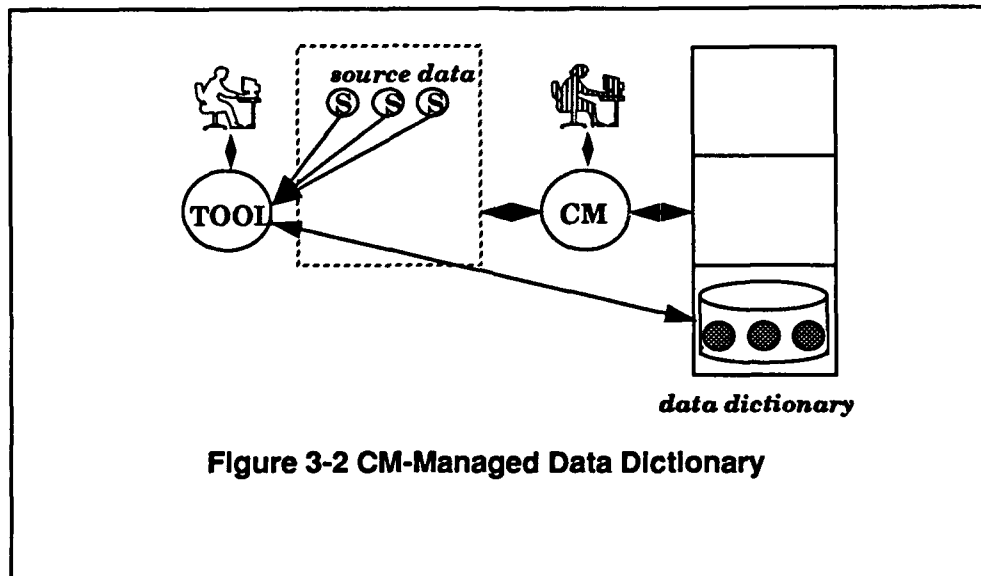 source data
S S S
TOOL
CM
data dictionary
Figure 3-2 CM-Managed Data Dictionary